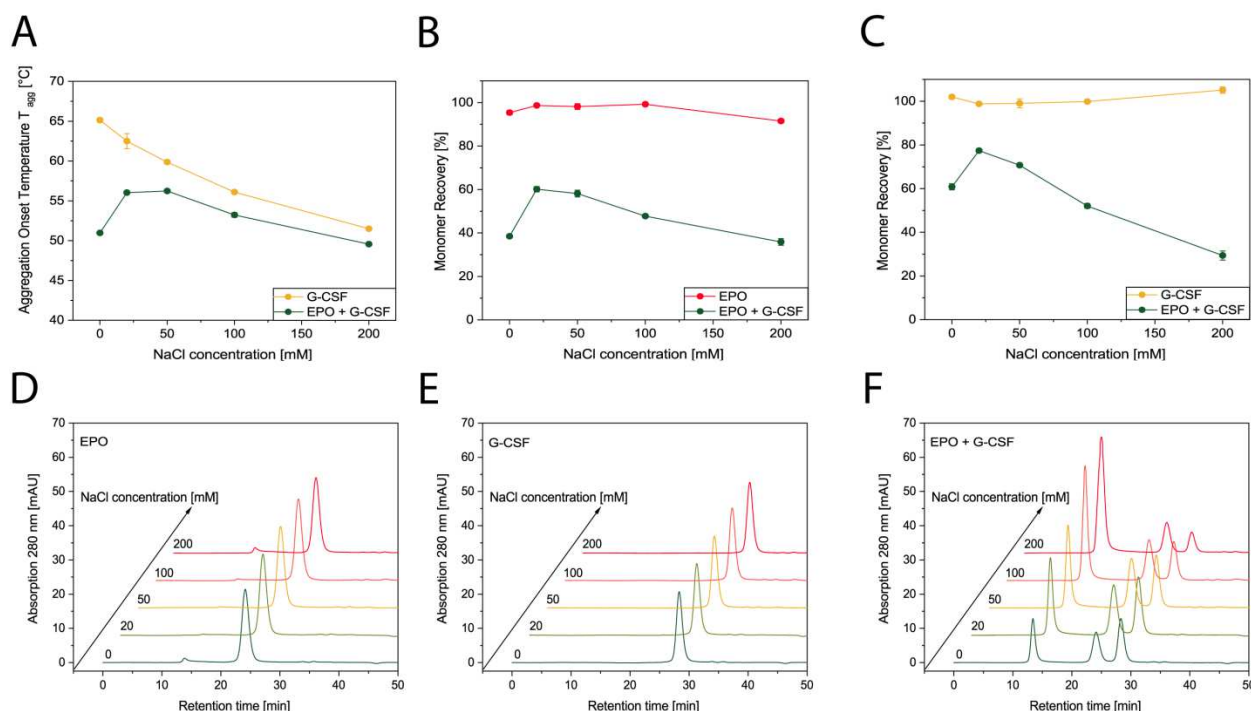 A
Aggregation Onset Temperature T agg [°C]
70
65
60
55
50
45
40
0 50 100 150 200
NaCl concentration [mM]
G-CSF
EPO + G-CSF
B
Monomer Recovery [%]
100
80
60
40
20
0
0 50 100 150 200
NaCl concentration [mM]
EPO
EPO + G-CSF
C
Monomer Recovery [%]
100
80
60
40
20
0
0 50 100 150 200
NaCl concentration [mM]
G-CSF
EPO + G-CSF
D
Absorption 280 nm [mAU]
70
60
50
40
30
20
10
0
EPO
NaCl concentration [mM]
200
100
50
20
0
0 10 20 30 40 50
Retention time [min]
E
Absorption 280 nm [mAU]
70
60
50
40
30
20
10
0
G-CSF
NaCl concentration [mM]
200
100
50
20
0
0 10 20 30 40 50
Retention time [min]
F
Absorption 280 nm [mAU]
70
60
50
40
30
20
10
0
EPO + G-CSF
NaCl concentration [mM]
200
100
50
20
0
0 10 20 30 40 50
Retention time [min]